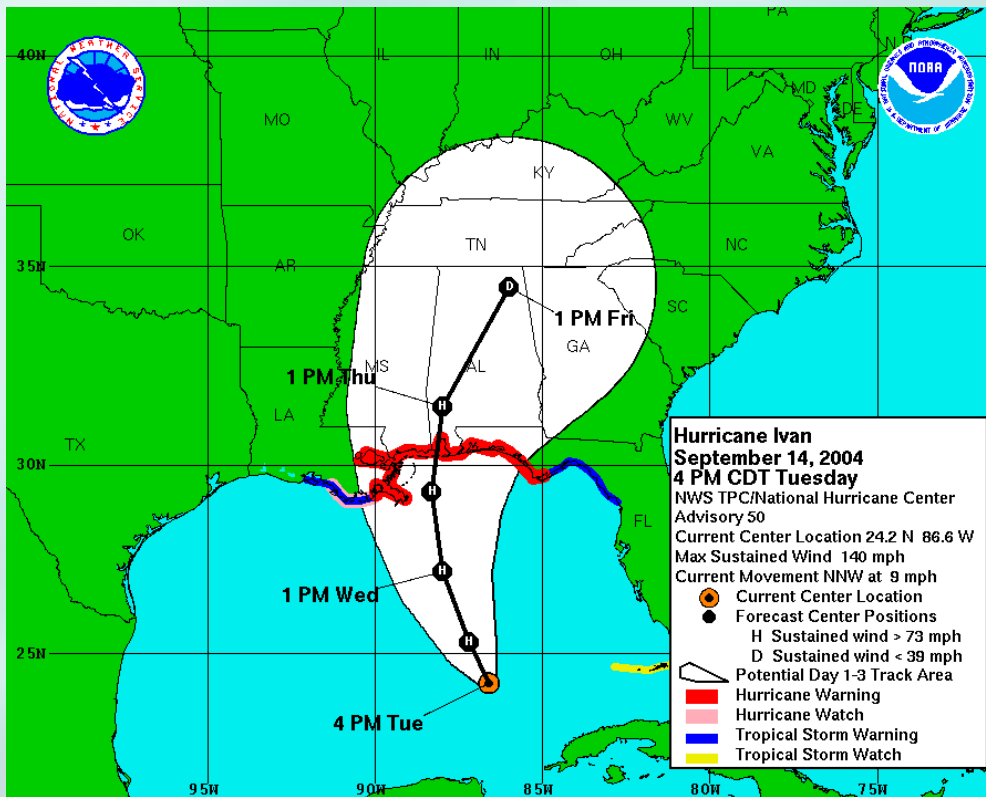 PA
40N
IL
IN
OH
N
NATIONAL WEATHER SERVICE
NOAA
MD
DE
MO
WV
VA
KY
OK
TN
NC
AR
35N
SC
1 PM Fri
GA
D
MS
AL
1 PM Thu
H
LA
TX
30N
H
FL
1 PM Wed
H
H
25N
4 PM Tue
95W
90W
85W
80W
75W
Hurricane Ivan
September 14, 2004
4 PM CDT Tuesday
NWS TPC/National Hurricane Center
Advisory 50
Current Center Location 24.2 N 86.6 W
Max Sustained Wind 140 mph
Current Movement NNW at 9 mph
Current Center Location
Forecast Center Positions
H Sustained wind > 73 mph
D Sustained wind < 39 mph
Potential Day 1-3 Track Area
Hurricane Warning
Hurricane Watch
Tropical Storm Warning
Tropical Storm Watch